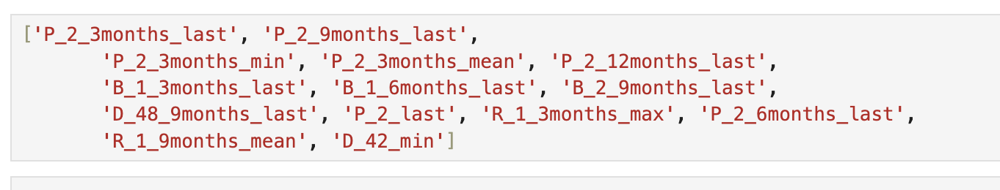 ['P_2_3months_last', 'P_2_9months_last',
'P_2_3months_min', 'P_2_3months_mean', 'P_2_12months_last',
'B_1_3months_last', 'B_1_6months_last', 'B_2_9months_last',
'D_48_9months_last', 'P_2_last', 'R_1_3months_max', 'P_2_6months_last',
'R_1_9months_mean', 'D_42_min']